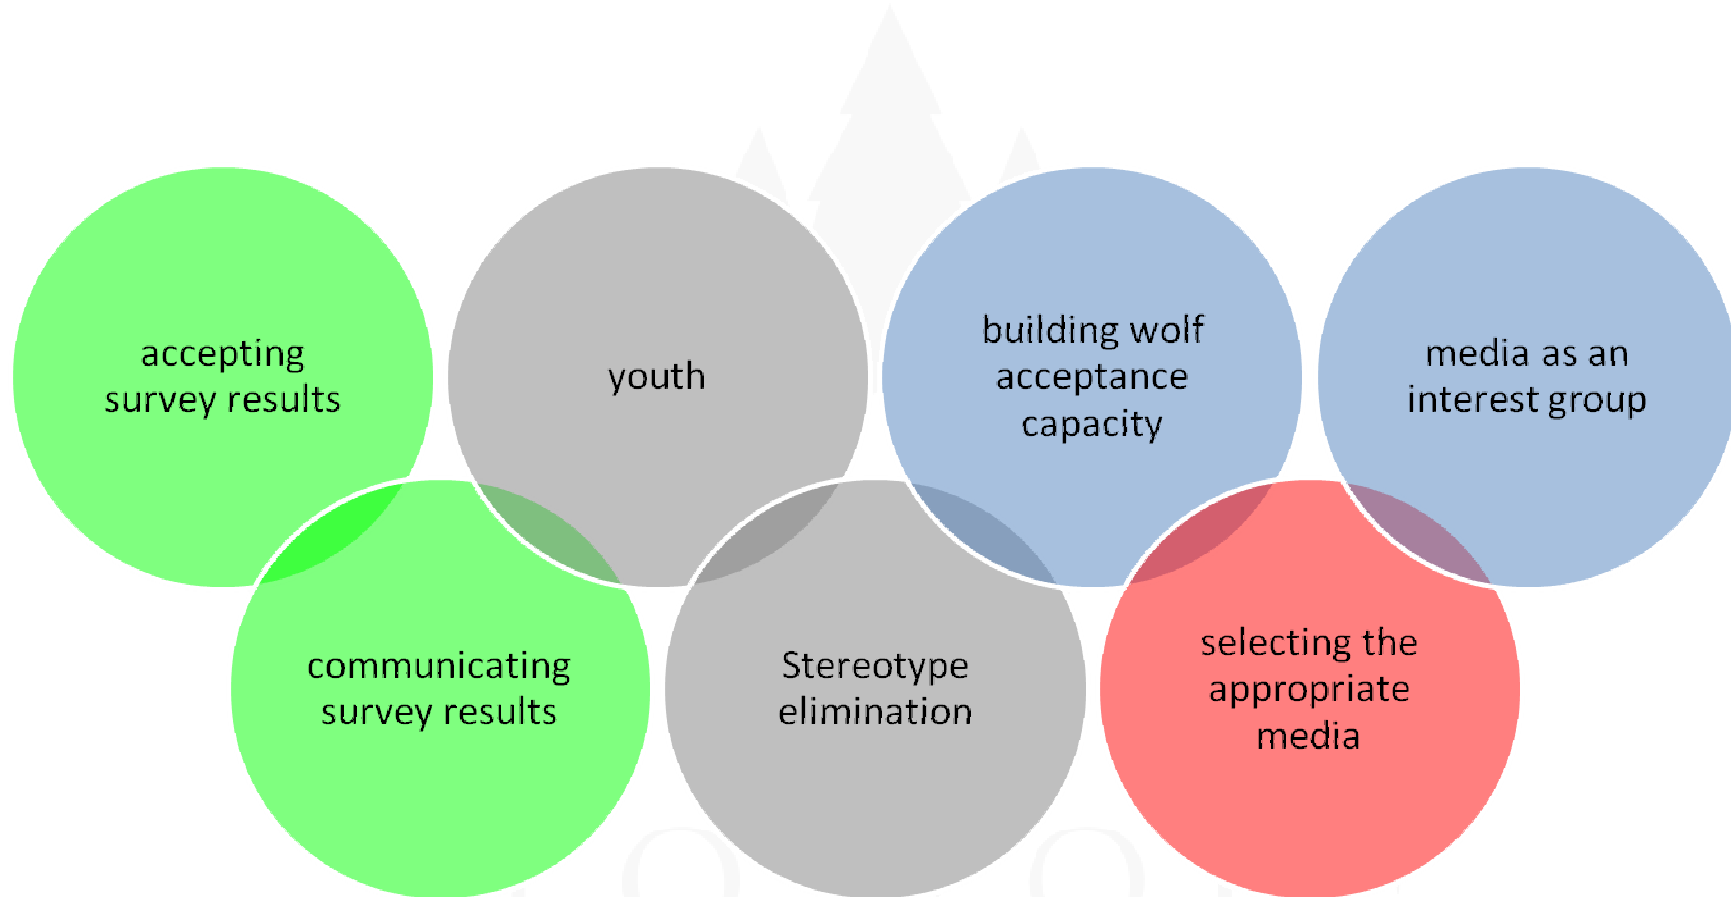 accepting
survey results
youth
building wolf
acceptance
capacity
media as an
interest group
communicating
survey results
Stereotype
elimination
selecting the
appropriate
media